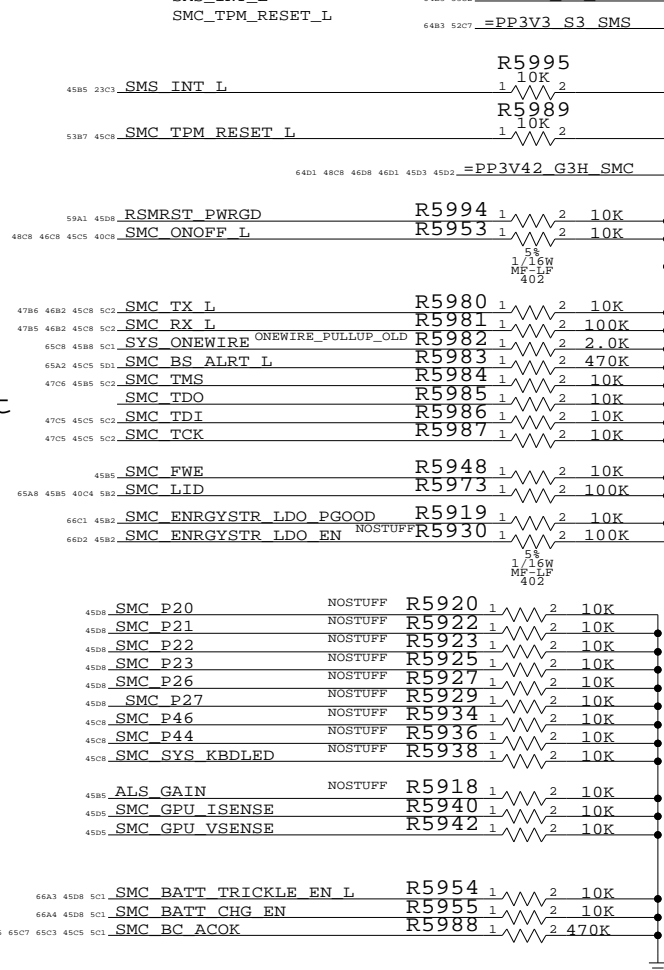 SMC_TPM_RESET_L
64B3 52C7 =PP3V3_S3_SMS
R5995
10K
45B5 23C3 SMS_INT_L 1 2
R5989
10K
53B7 45C8 SMC_TPM_RESET_L 1 2
64D1 48C8 46D8 46D1 45D3 45D2 =PP3V42_G3H_SMC
59A1 45D8 RSMRST_PWRGD R5994 1 2 10K
48C8 46C8 45C5 40C8 SMC_ONOFF_L R5953 1 2 10K
5%
1/16W
MF-LF
402
47B6 46B2 45C8 5C2 SMC_TX_L R5980 1 2 10K
47B5 46B2 45C8 5C2 SMC_RX_L R5981 1 2 100K
65C8 45B8 5C1 SYS_ONEWIRE ONEWIRE_PULLUP_OLD R5982 1 2 2.0K
65A2 45C5 5D1 SMC_BS_ALRT_L R5983 1 2 470K
47C6 45B5 5C2 SMC_TMS R5984 1 2 10K
SMC_TDO R5985 1 2 10K
47C5 45C5 5C2 SMC_TDI R5986 1 2 10K
47C5 45C5 5C2 SMC_TCK R5987 1 2 10K
45B5 SMC_FWE R5948 1 2 10K
65A8 45B5 40C4 5B2 SMC_LID R5973 1 2 100K
66C1 45B2 SMC_ENRGYSTR_LDO_PGOOD R5919 1 2 10K
66D2 45B2 SMC_ENRGYSTR_LDO_EN NOSTUFF R5930 1 2 100K
5%
1/16W
MF-LF
402
45D8 SMC_P20 NOSTUFF R5920 1 2 10K
45D8 SMC_P21 NOSTUFF R5922 1 2 10K
45D8 SMC_P22 NOSTUFF R5923 1 2 10K
45D8 SMC_P23 NOSTUFF R5925 1 2 10K
45D8 SMC_P26 NOSTUFF R5927 1 2 10K
45D8 SMC_P27 NOSTUFF R5929 1 2 10K
45C8 SMC_P46 NOSTUFF R5934 1 2 10K
45C8 SMC_P44 NOSTUFF R5936 1 2 10K
45C8 SMC_SYS_KBDLED NOSTUFF R5938 1 2 10K
45B5 ALS_GAIN NOSTUFF R5918 1 2 10K
45D5 SMC_GPU_ISENSE R5940 1 2 10K
45D5 SMC_GPU_VSENSE R5942 1 2 10K
66A3 45D8 5C1 SMC_BATT_TRICKLE_EN_L R5954 1 2 10K
66A4 45D8 5C1 SMC_BATT_CHG_EN R5955 1 2 10K
65C7 65C3 45C5 5C1 SMC_BC_ACOK R5988 1 2 470K